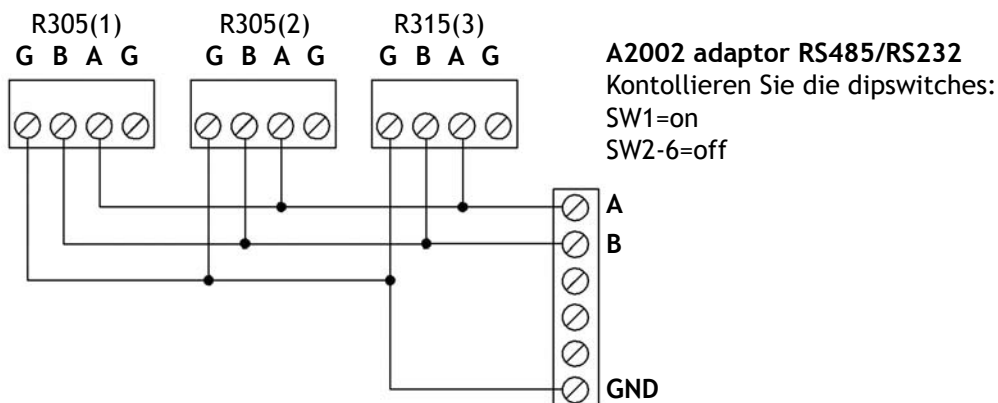 R305(1) R305(2) R315(3)
G B A G G B A G G B A G
A2002 adaptor RS485/RS232
Kontollieren Sie die dipswitches:
SW1=on
SW2-6=off
A
B
GND